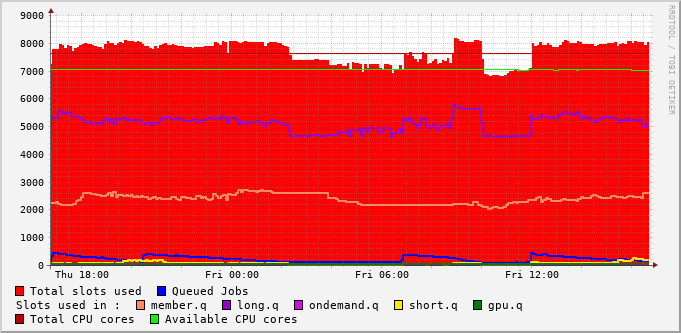 9000
8000
7000
6000
5000
4000
3000
2000
1000
0
Thu 18:00 Fri 00:00 Fri 06:00 Fri 12:00
RRDTOOL / TOBI OETIKER
Total slots used Queued Jobs
Slots used in : member.q long.q ondemand.q short.q gpu.q
Total CPU cores Available CPU cores